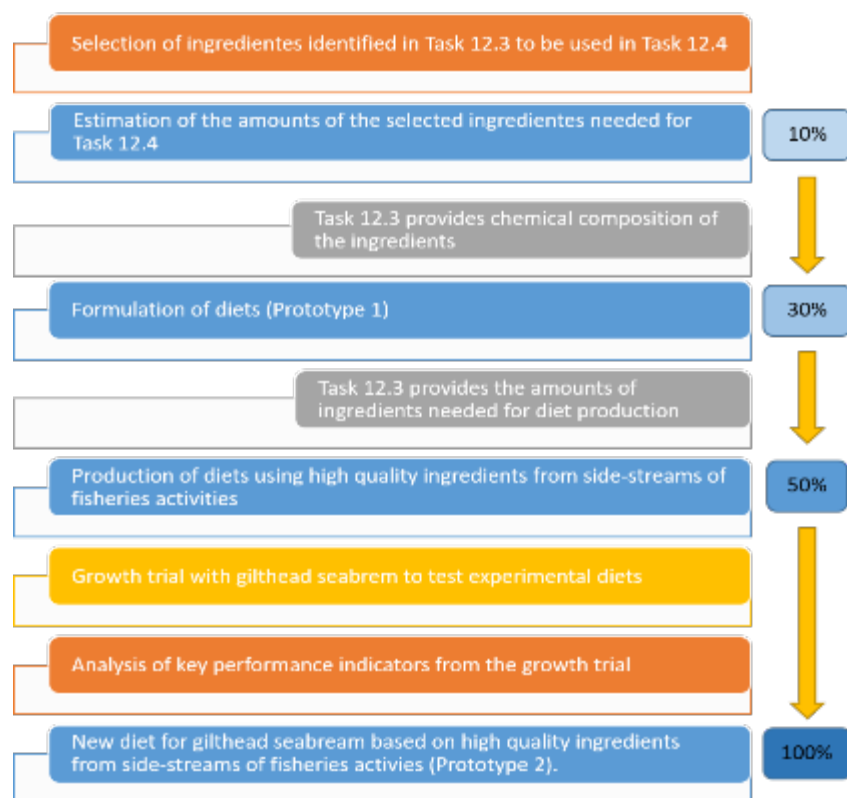 Selection of ingredientes identified in Task 12.3 to be used in Task 12.4
Estimation of the amounts of the selected ingredientes needed for
Task 12.4
10%
Task 12.3 provides chemical composition of
the ingredients
Formulation of diets (Prototype 1)
30%
Task 12.3 provides the amounts of
ingredients needed for diet production
Production of diets using high quality ingredients from side-streams of
fisheries activities
50%
Growth trial with gilthead seabrem to test experimental diets
Analysis of key performance indicators from the growth trial
New diet for gilthead seabream based on high quality ingredients
from side-streams of fisheries activies (Prototype 2).
100%